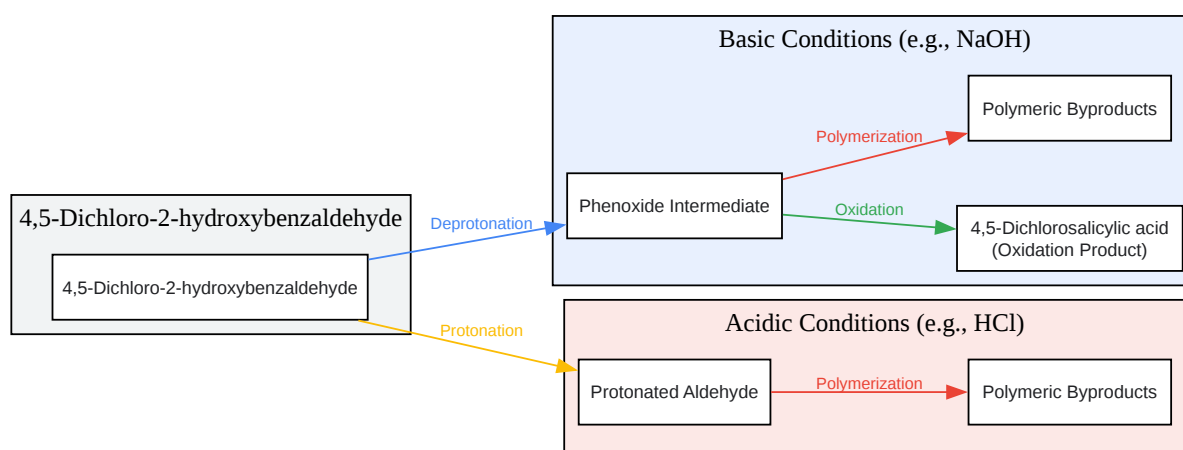 4,5-Dichloro-2-hydroxybenzaldehyde
4,5-Dichloro-2-hydroxybenzaldehyde
Deprotonation
Protonation
Basic Conditions (e.g., NaOH)
Phenoxide Intermediate
Polymerization
Oxidation
Polymeric Byproducts
4,5-Dichlorosalicylic acid
(Oxidation Product)
Acidic Conditions (e.g., HCl)
Protonated Aldehyde
Polymerization
Polymeric Byproducts